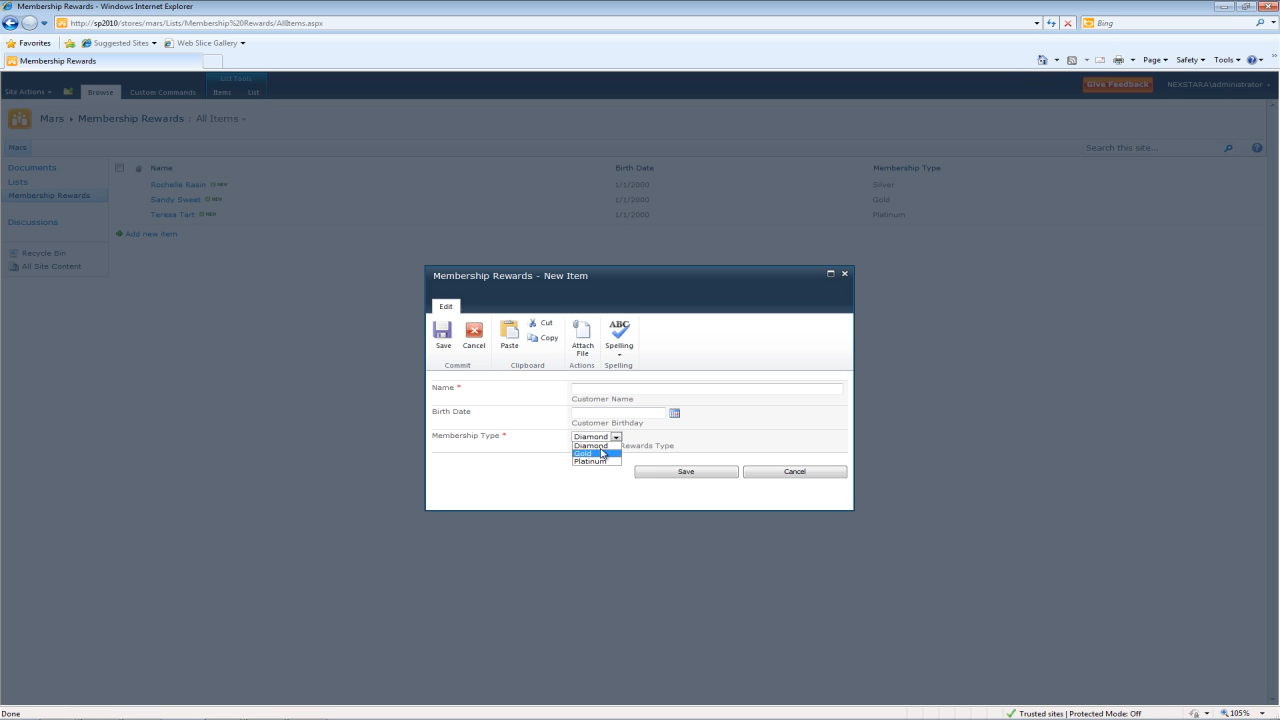 Membership Rewards - Windows Internet Explorer
http://sp2010/stores/mars/Lists/Membership%20Rewards/AllItems.aspx
Bing
Favorites
Suggested Sites
Web Slice Gallery
Membership Rewards
Page
Safety
Tools
List Tools
Site Actions
Browse
Custom Commands
Items
List
Give Feedback
NEXSTARA\administrator
Mars
Membership Rewards : All Items
Mars
Search this site...
Documents
Name
Birth Date
Membership Type
Lists
Rochelle Rasin NEW
1/1/2000
Silver
Membership Rewards
Sandy Sweet NEW
1/1/2000
Gold
Teresa Tart NEW
1/1/2000
Platinum
Discussions
Add new item
Recycle Bin
All Site Content
Membership Rewards - New Item
Edit
Save
Cancel
Paste
Cut
Copy
Attach File
ABC
Spelling
Commit
Clipboard
Actions
Spelling
Name *
Customer Name
Birth Date
Customer Birthday
Membership Type *
Diamond
Diamond
Rewards Type
Gold
Platinum
Save
Cancel
Done
Trusted sites | Protected Mode: Off
105%